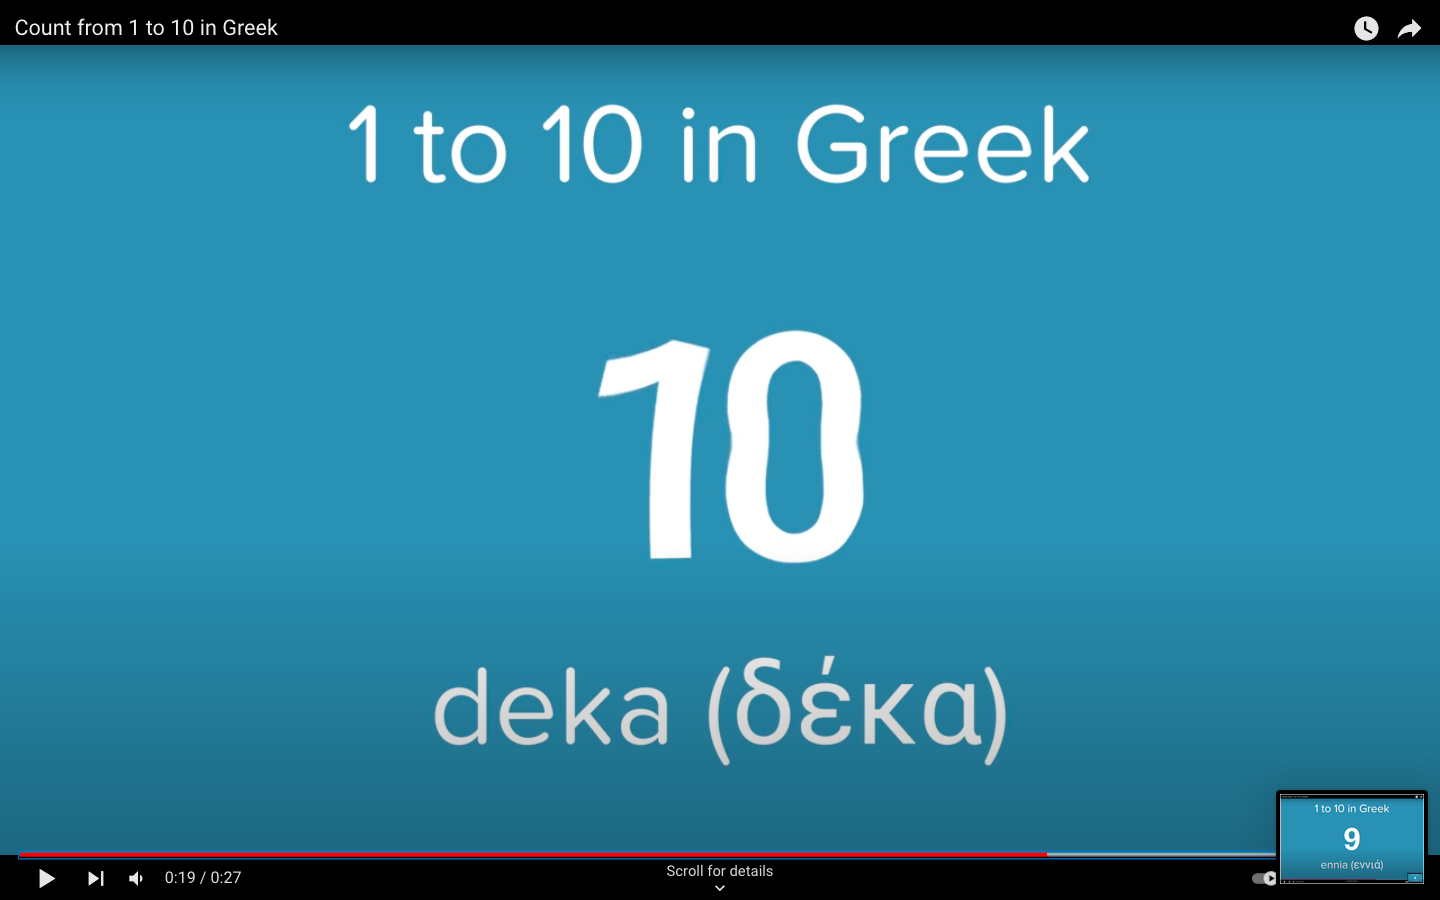 Count from 1 to 10 in Greek
1 to 10 in Greek
10
deka (δέκα)
1 to 10 in Greek
9
ennia (εννιά)
0:19 / 0:27
Scroll for details